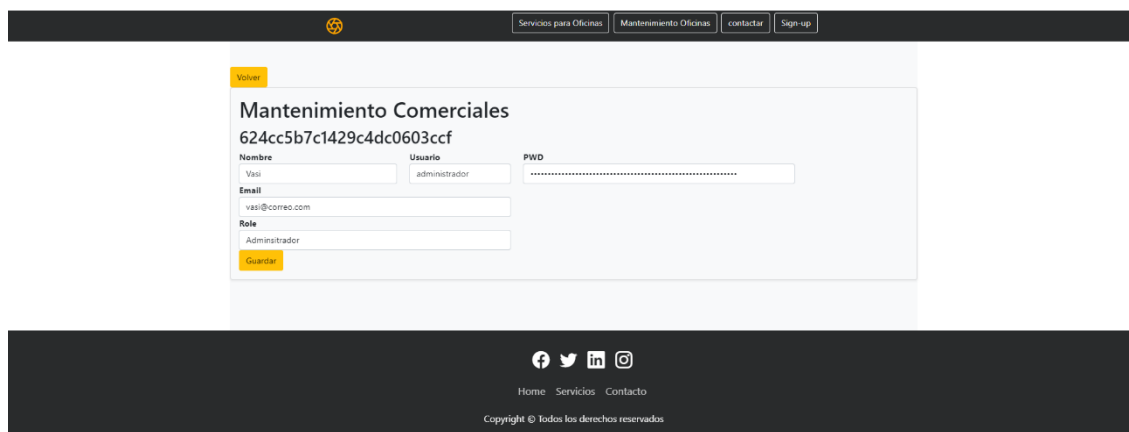 Servicios para Oficinas Mantenimiento Oficinas contactar Sign-up
Volver
Mantenimiento Comerciales
624cc5b7c1429c4dc0603ccf
Nombre Usuario PWD
Vasi administrador
Email
vasi@correo.com
Role
Adminsitrador
Guardar
Home Servicios Contacto
Copyright © Todos los derechos reservados